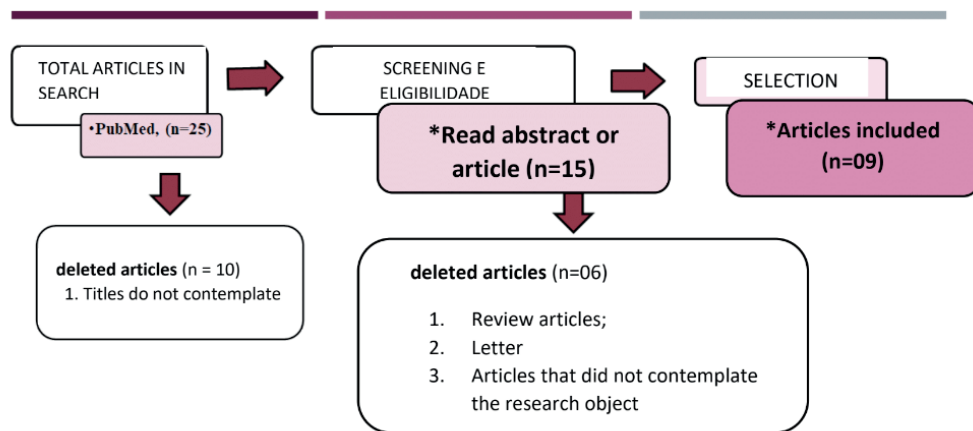 TOTAL ARTICLES IN
SEARCH
•PubMed, (n=25)
deleted articles (n = 10)
1. Titles do not contemplate
SCREENING E
ELIGIBILIDADE
*Read abstract or
article (n=15)
deleted articles (n=06)
1. Review articles;
2. Letter
3. Articles that did not contemplate
the research object
SELECTION
*Articles included
(n=09)